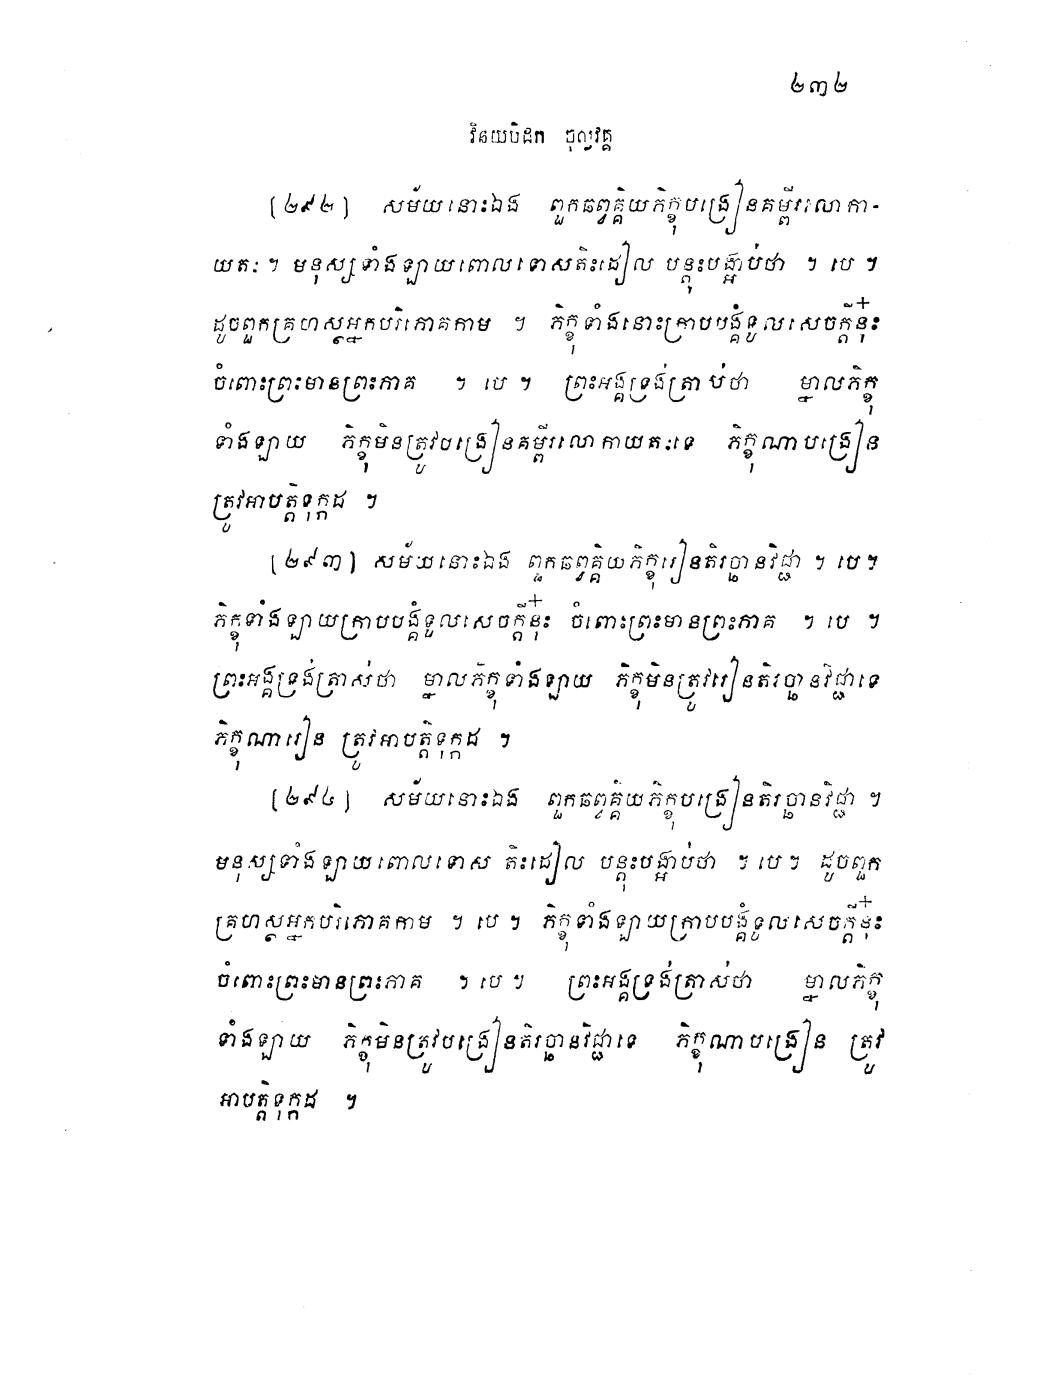 ២៣២
វិនយបិដក ចុល្លវគ្គ
(២៩២) សម័យនោះឯង ពួកឆព្វគ្គិយភិក្ខុបង្រៀនគម្ពីរលោកា-
យតៈ ។ មនុស្សទាំងឡាយពោលទោសតិះដៀល បន្តុះបង្អាប់ថា ។ បេ ។
ដូចពួកគ្រហស្ថអ្នកបរិភោគកាម ។ ភិក្ខុទាំងនោះក្រាបបង្គំទូលសេចក្តីនុ៎ះ
ចំពោះព្រះមានព្រះភាគ ។ បេ ។ ព្រះអង្គទ្រង់ត្រាប់ថា ម្នាលភិក្ខុ
ទាំងឡាយ ភិក្ខុមិនត្រូវបង្រៀនគម្ពីរលោកាយតៈទេ ភិក្ខុណាបង្រៀន
ត្រូវអាបត្តិទុក្កដ ។
(២៩៣) សម័យនោះឯង ពួកឆព្វគ្គិយភិក្ខុរៀនតិរច្ឆានវិជ្ជា ។ បេ។
ភិក្ខុទាំងឡាយក្រាបបង្គំទូលសេចក្តីនុ៎ះ ចំពោះព្រះមានព្រះភាគ ។ បេ ។
ព្រះអង្គទ្រង់ត្រាស់ថា ម្នាលភិក្ខុទាំងឡាយ ភិក្ខុមិនត្រូវរៀនតិរច្ឆានវិជ្ជាទេ
ភិក្ខុណារៀន ត្រូវអាបត្តិទុក្កដ ។
(២៩៤) សម័យនោះឯង ពួកឆព្វគ្គិយភិក្ខុបង្រៀនតិរច្ឆានវិជ្ជា ។
មនុស្សទាំងឡាយពោលទោស តិះដៀល បន្តុះបង្អាប់ថា ។ បេ។ ដូចពួក
គ្រហស្ថអ្នកបរិភោគកាម ។ បេ។ ភិក្ខុទាំងឡាយក្រាបបង្គំទូលសេចក្តីនុ៎ះ
ចំពោះព្រះមានព្រះភាគ ។ បេ ។ ព្រះអង្គទ្រង់ត្រាស់ថា ម្នាលភិក្ខុ
ទាំងឡាយ ភិក្ខុមិនត្រូវបង្រៀនតិរច្ឆានវិជ្ជាទេ ភិក្ខុណាបង្រៀន ត្រូវ
អាបត្តិទុក្កដ ។